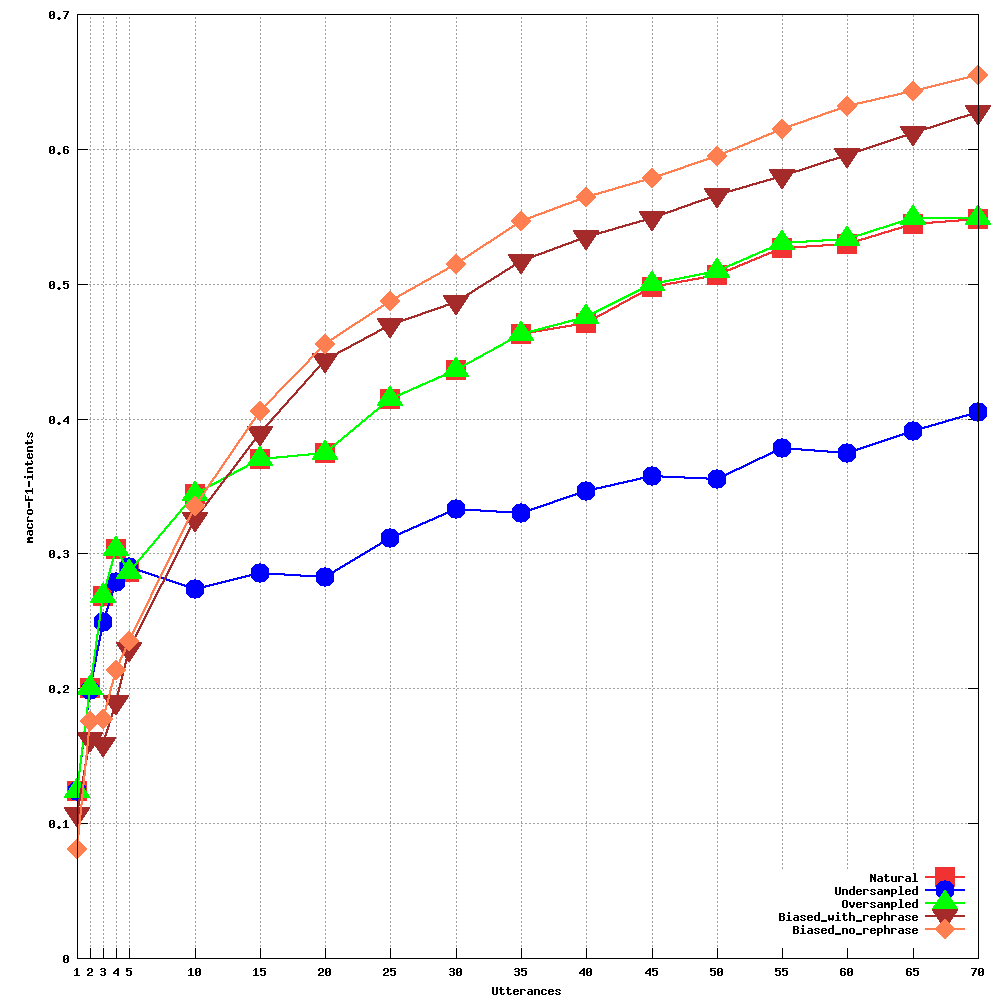 0.7
0.6
0.5
0.4
0.3
0.2
0.1
0
macro-F1-intents
1 2 3 4 5 10 15 20 25 30 35 40 45 50 55 60 65 70
Utterances
Natural
Undersampled
Oversampled
Biased_with_rephrase
Biased_no_rephrase